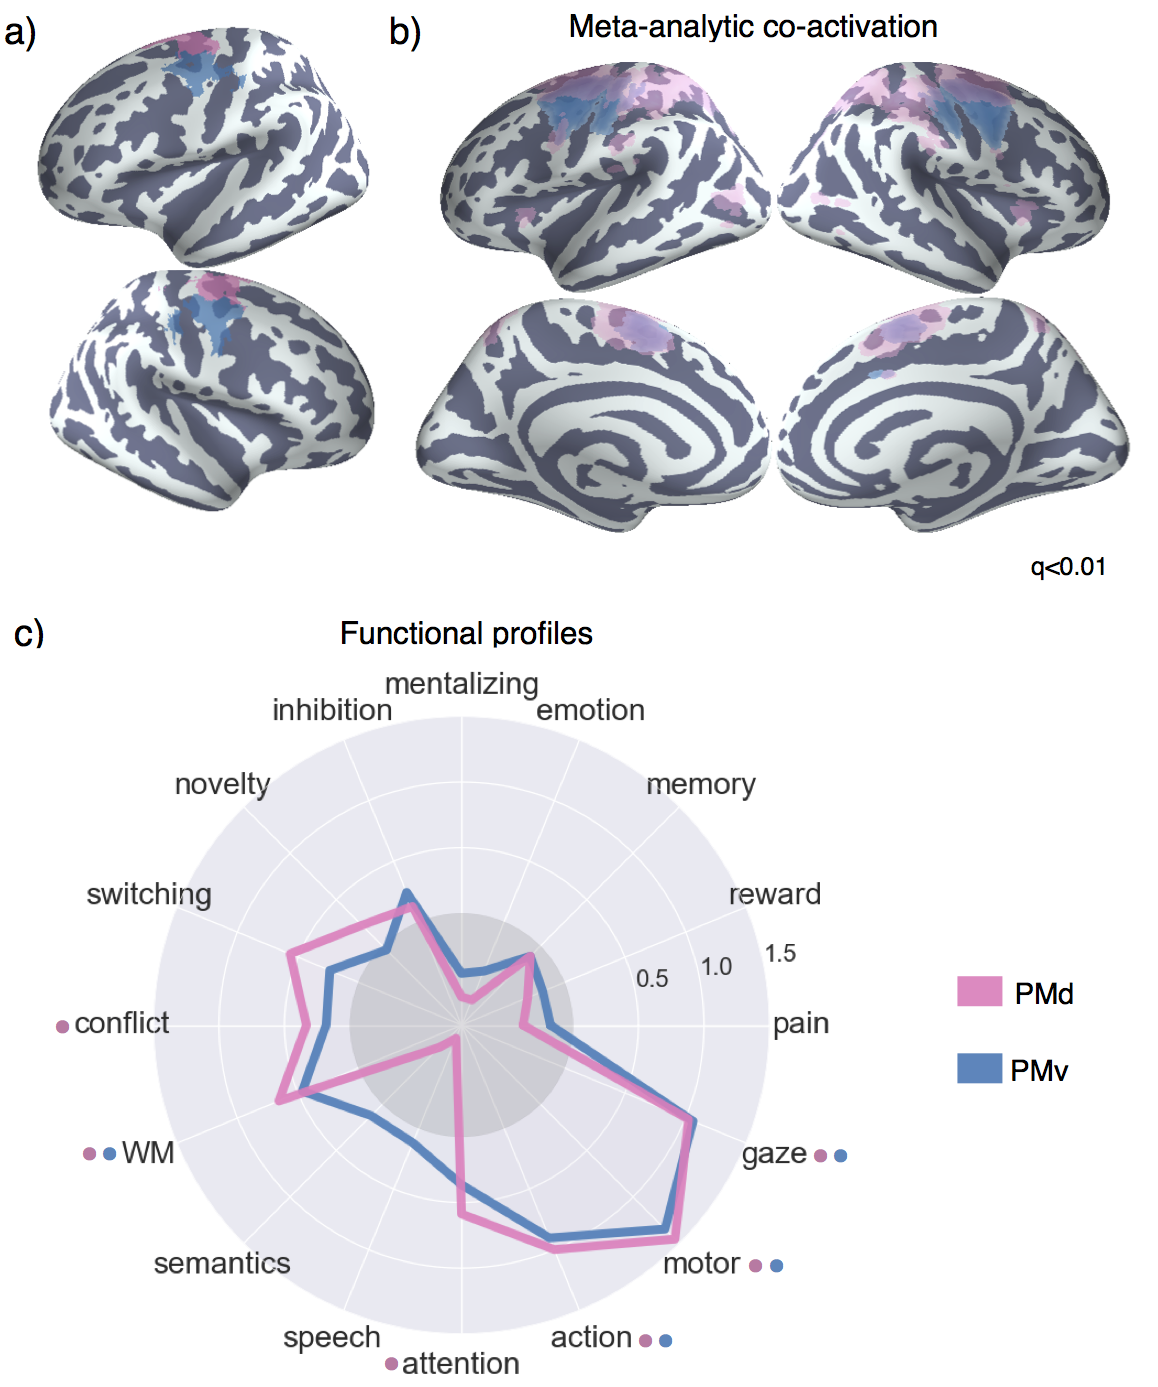 a)
b)
Meta-analytic co-activation
q<0.01
c)
Functional profiles
mentalizing
inhibition
emotion
novelty
memory
switching
reward
1.5
1.0
0.5
conflict
pain
PMd
PMv
WM
gaze
semantics
motor
speech
action
attention